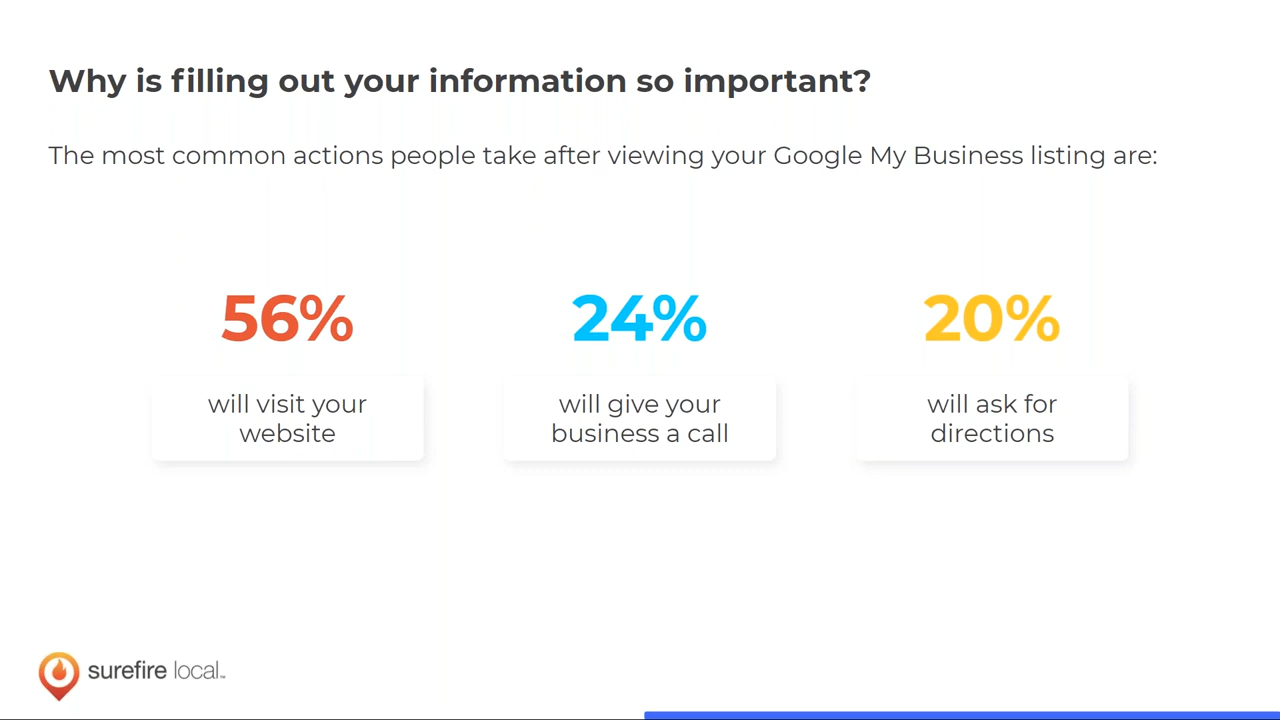 Why is filling out your information so important?
The most common actions people take after viewing your Google My Business listing are:
56%
will visit your
website
24%
will give your
business a call
20%
will ask for
directions
surefire local™